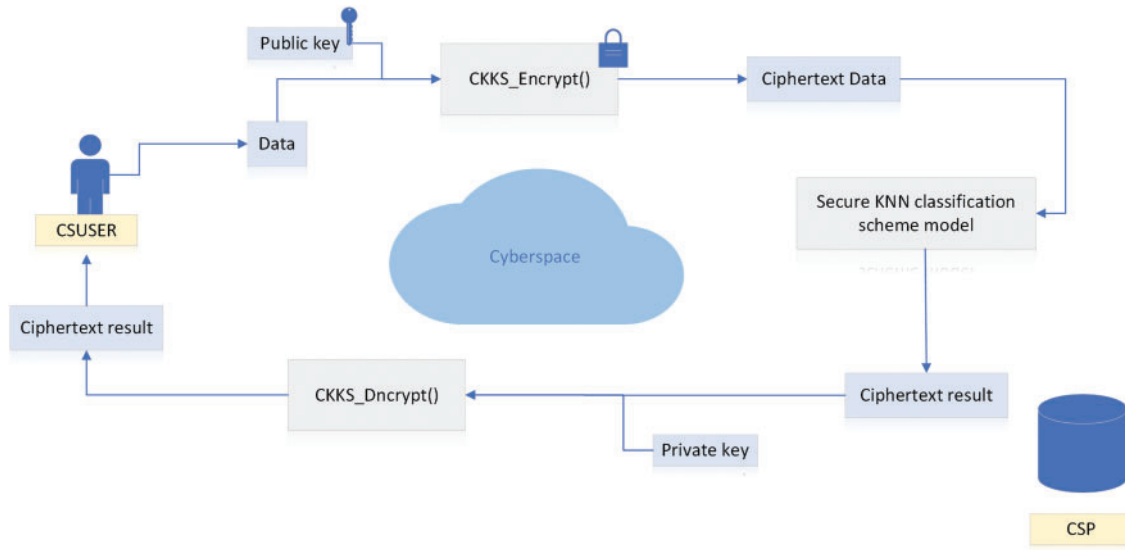 Public key
CKKS_Encrypt()
Ciphertext Data
Data
Secure KNN classification
scheme model
CSUSER
Cyberspace
Ciphertext result
CKKS_Dncrypt()
Ciphertext result
Private key
CSP